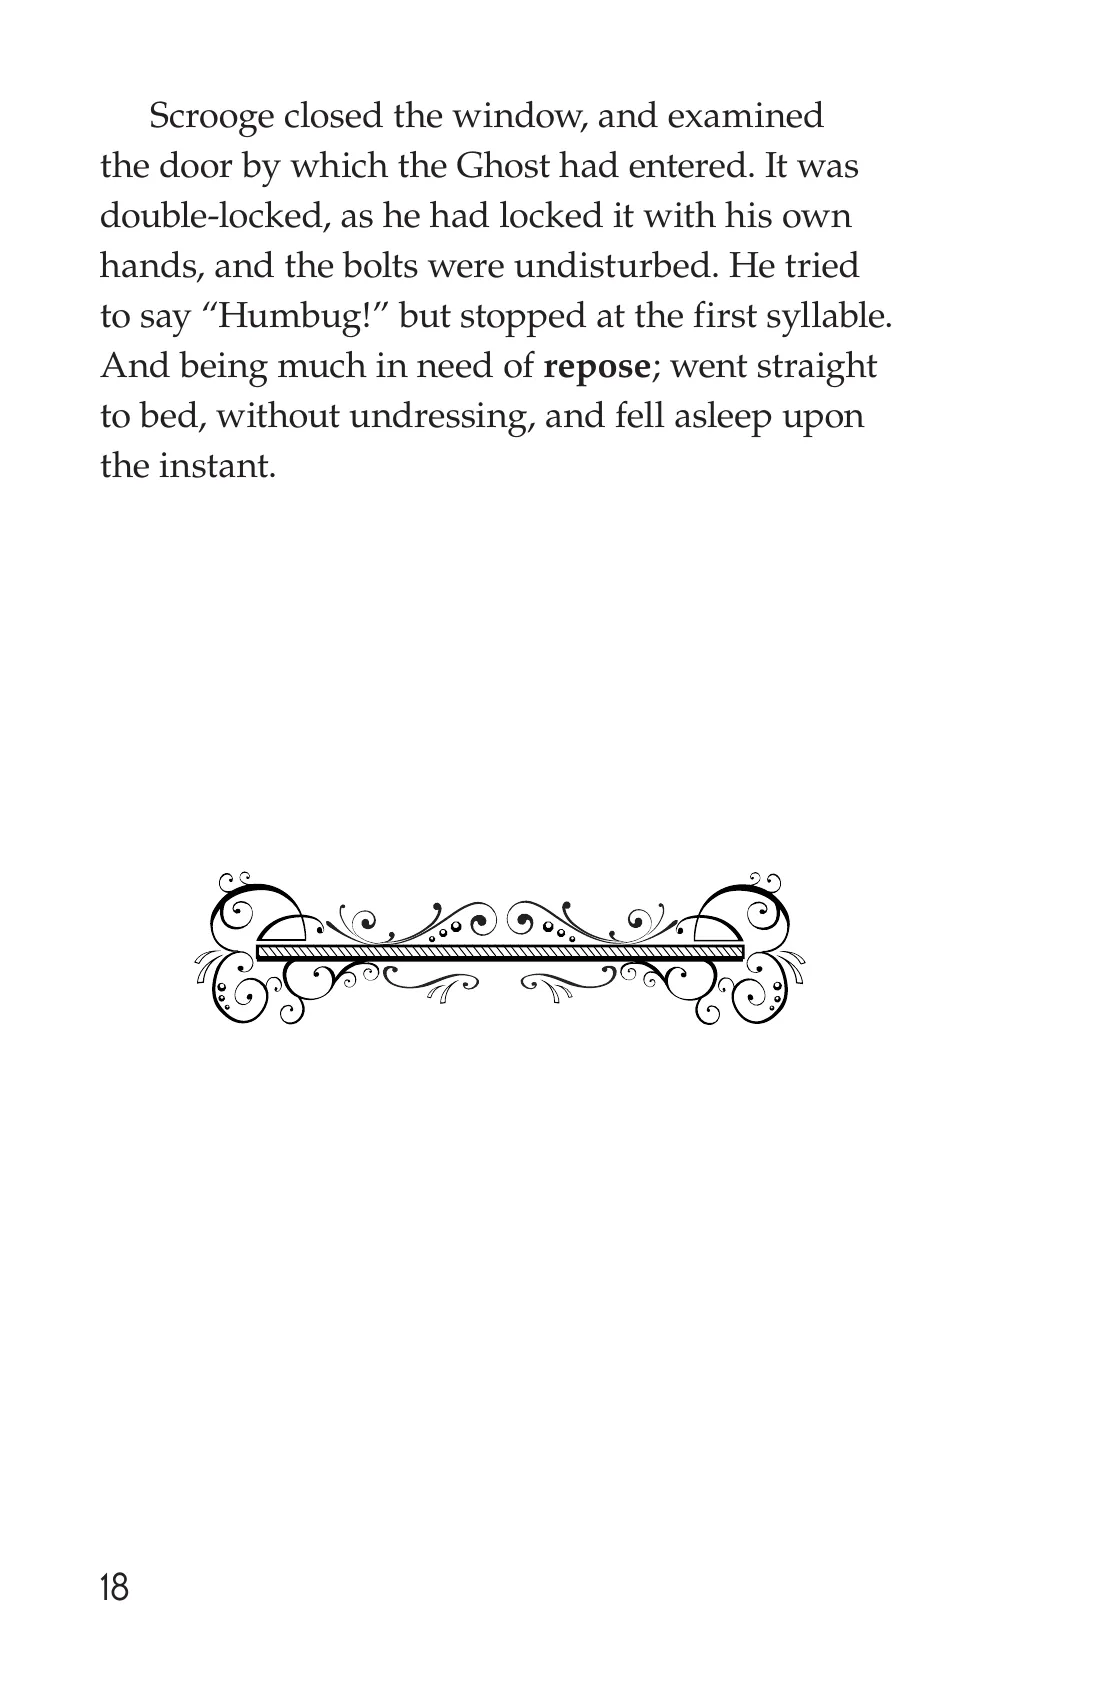 Scrooge closed the window, and examined
the door by which the Ghost had entered. It was
double-locked, as he had locked it with his own
hands, and the bolts were undisturbed. He tried
to say “Humbug!” but stopped at the first syllable.
And being much in need of repose; went straight
to bed, without undressing, and fell asleep upon
the instant.
18